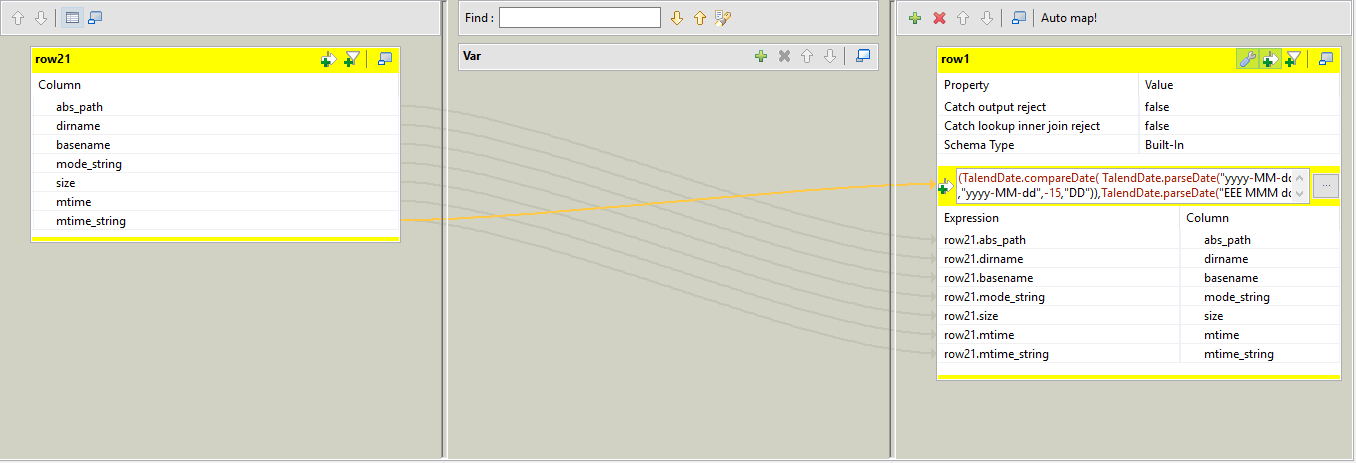 Find :
Auto map!
row21
Column
abs_path
dirname
basename
mode_string
size
mtime
mtime_string
Var
row1
Property Value
Catch output reject false
Catch lookup inner join reject false
Schema Type Built-In
(TalendDate.compareDate( TalendDate.parseDate("yyyy-MM-dd
,"yyyy-MM-dd",-15,"DD")),TalendDate.parseDate("EEE MMM dd
...
Expression Column
row21.abs_path abs_path
row21.dirname dirname
row21.basename basename
row21.mode_string mode_string
row21.size size
row21.mtime mtime
row21.mtime_string mtime_string